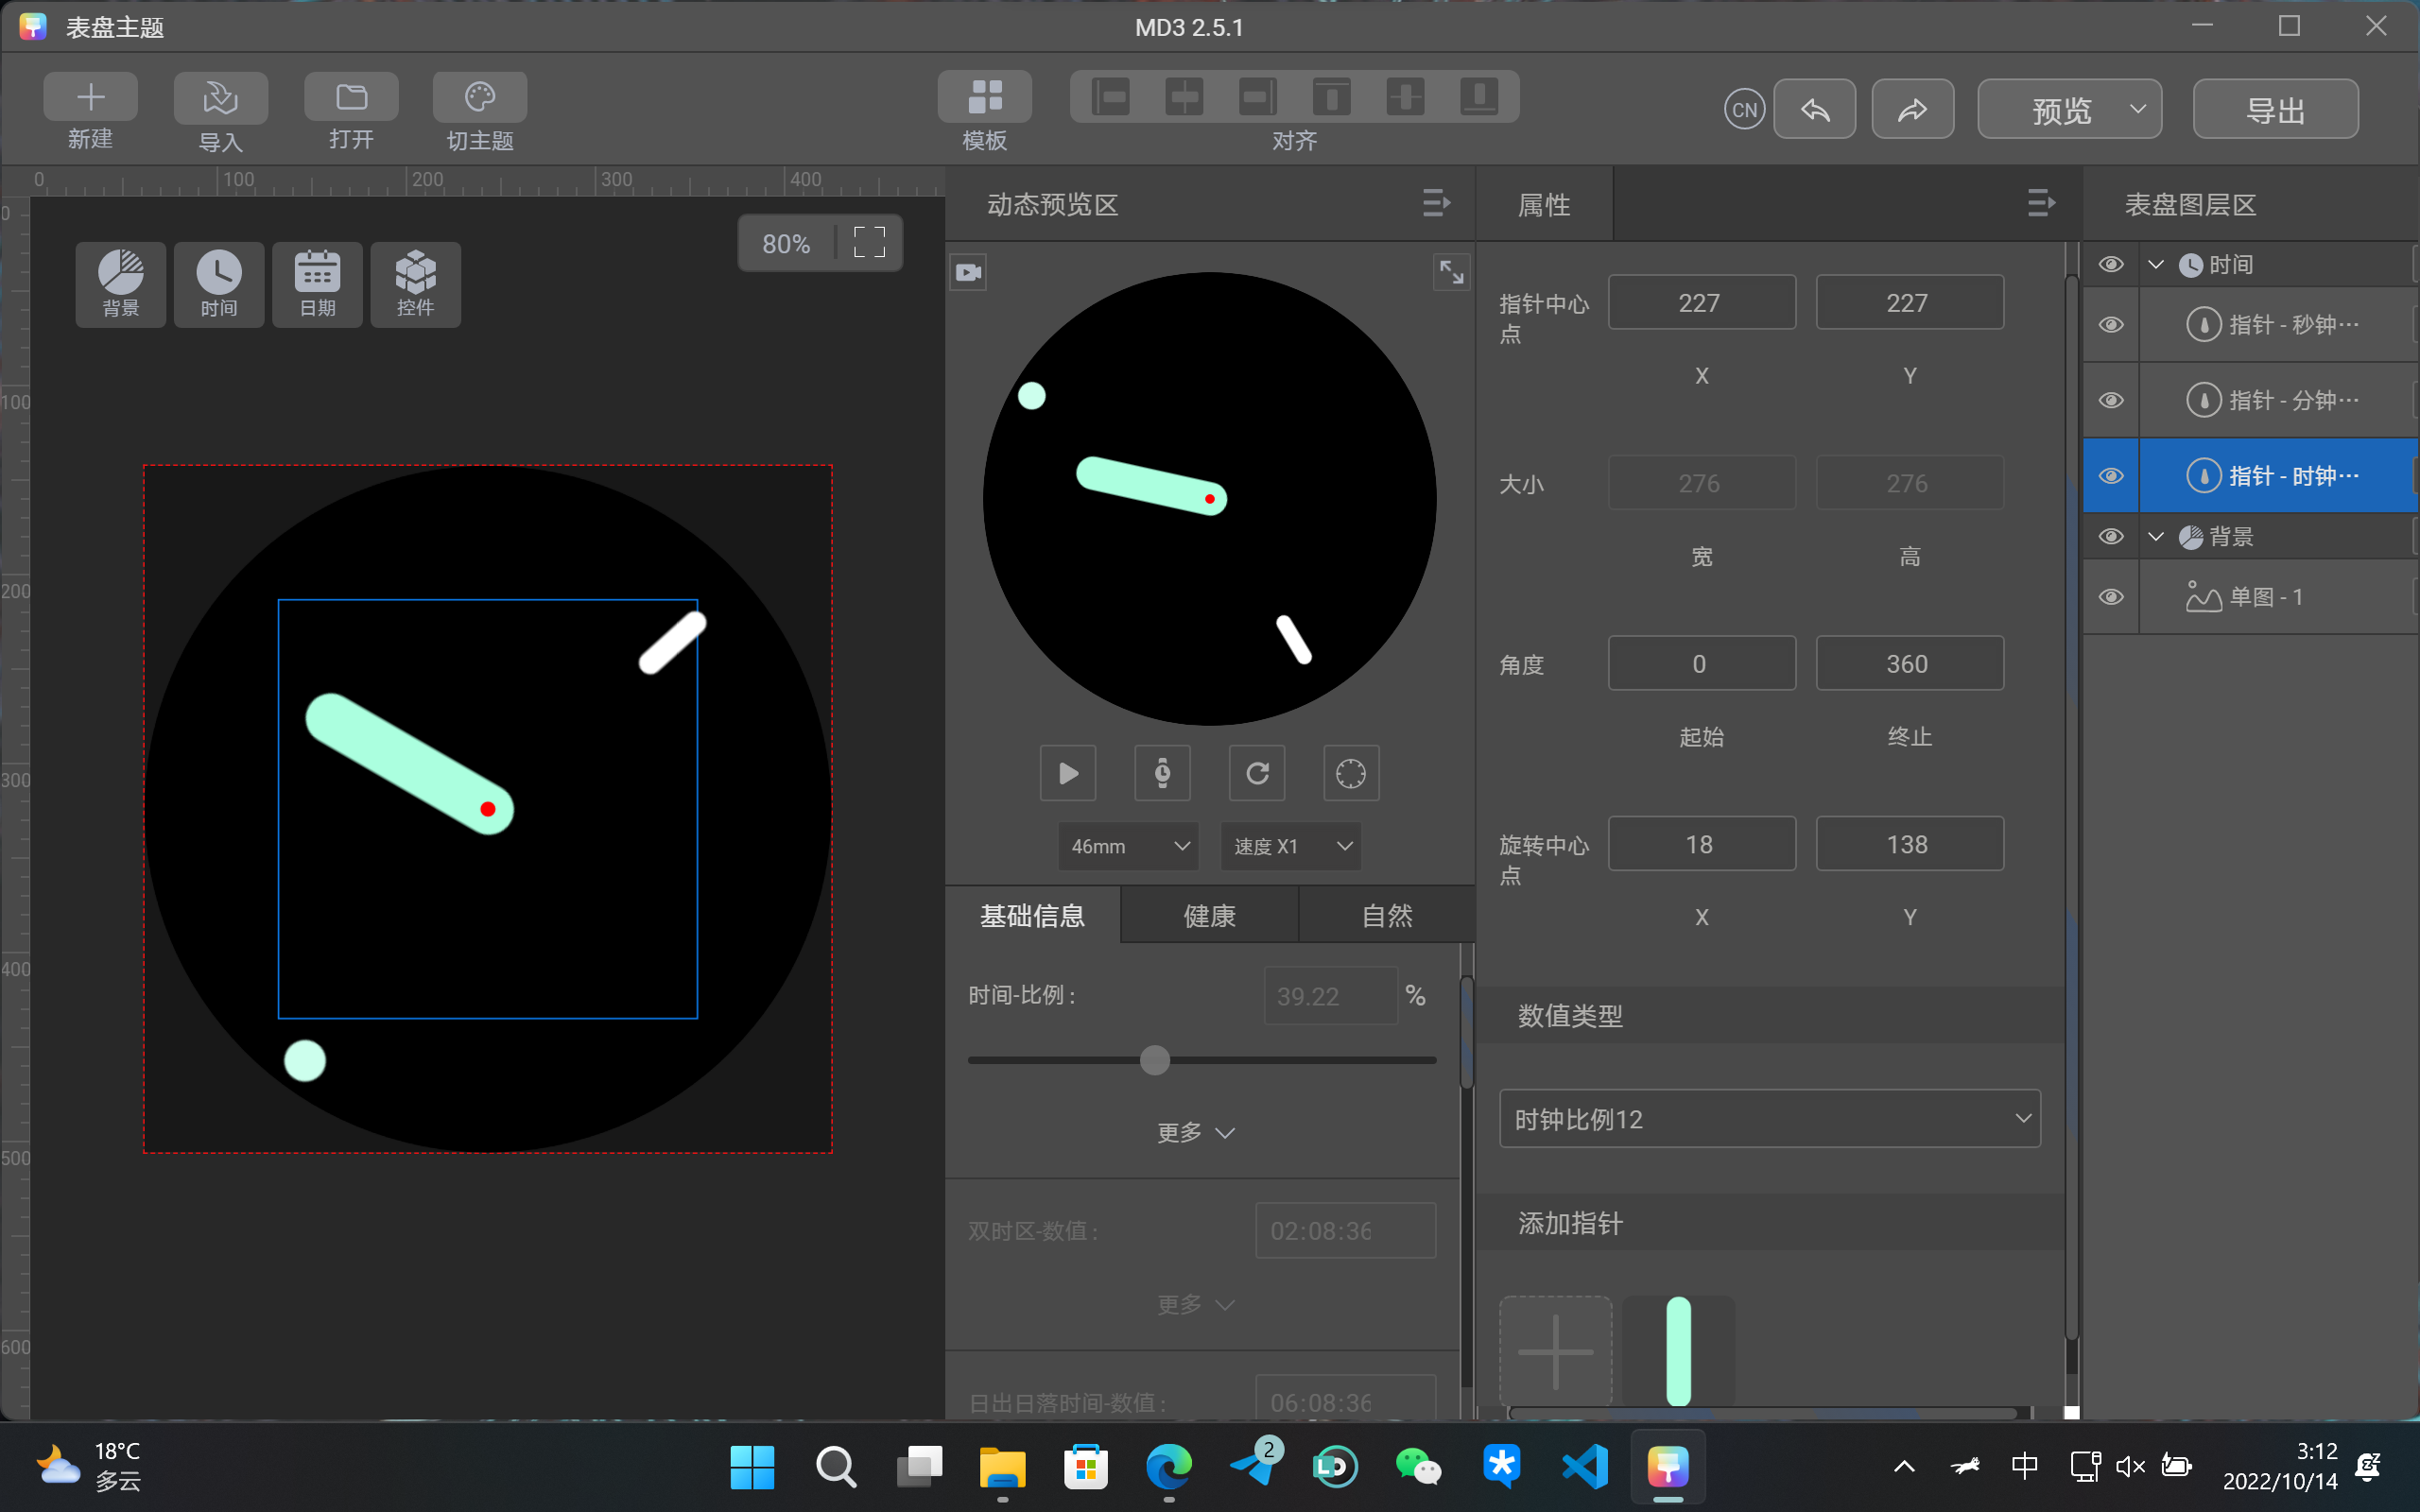 表盘主题
MD3 2.5.1
新建
导入
打开
切主题
模板
对齐
CN
预览
导出
0
100
200
300
400
0
100
200
300
400
500
600
80%
背景
时间
日期
控件
动态预览区
46mm
速度 X1
基础信息
健康
自然
时间-比例 :
39.22
%
更多
双时区-数值 :
02:08:36
更多
日出日落时间-数值 :
06:08:36
属性
指针中心点
227
227
X
Y
大小
276
276
宽
高
角度
0
360
起始
终止
旋转中心点
18
138
X
Y
数值类型
时钟比例12
添加指针
表盘图层区
时间
指针 - 秒钟···
指针 - 分钟···
指针 - 时钟···
背景
单图 - 1
18°C
多云
2
中
3:12
2022/10/14